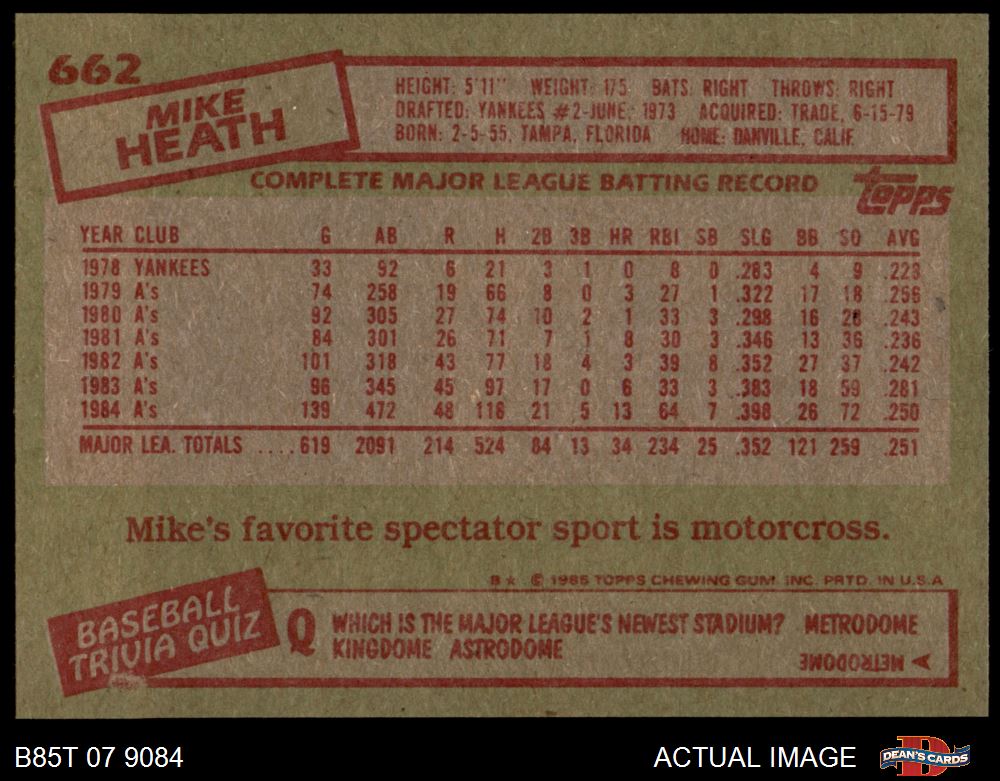 662
MIKE
HEATH
HEIGHT: 5'11" WEIGHT: 175 BATS: RIGHT THROWS: RIGHT
DRAFTED: YANKEES #2-JUNE, 1973 ACQUIRED: TRADE, 6-15-79
BORN: 2-5-55, TAMPA, FLORIDA HOME: DANVILLE, CALIF.
COMPLETE MAJOR LEAGUE BATTING RECORD
topps
YEAR CLUB G AB R H 2B 3B HR RBI SB SLG BB SO AVG
1978 YANKEES 33 92 6 21 3 1 0 8 0 .283 4 9 .228
1979 A's 74 258 19 66 8 0 3 27 1 .322 17 18 .256
1980 A's 92 305 27 74 10 2 1 33 3 .298 16 28 .243
1981 A's 84 301 26 71 7 1 8 30 3 .346 13 36 .236
1982 A's 101 318 43 77 18 4 3 39 8 .352 27 37 .242
1983 A's 96 345 45 97 17 0 6 33 3 .383 18 59 .281
1984 A's 139 472 48 118 21 5 13 64 7 .398 26 72 .250
MAJOR LEA. TOTALS ....619 2091 214 524 84 13 34 234 25 .352 121 259 .251
Mike's favorite spectator sport is motorcross.
B* © 1985 TOPPS CHEWING GUM, INC. PRTD. IN U.S.A
BASEBALL
TRIVIA QUIZ
Q WHICH IS THE MAJOR LEAGUE'S NEWEST STADIUM? METRODOME
KINGDOME ASTRODOME
A METRODOME
B85T 07 9084
ACTUAL IMAGE
DEAN'S CARDS